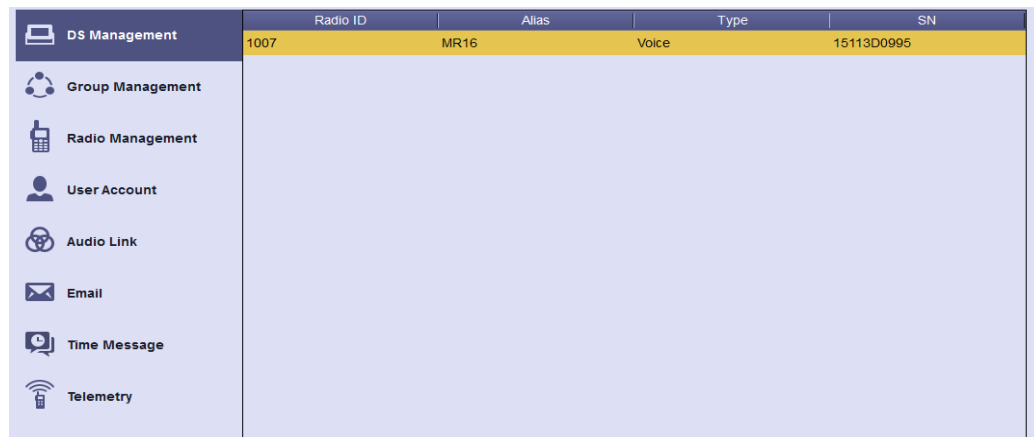 DS Management
Group Management
Radio Management
User Account
Audio Link
Email
Time Message
Telemetry
Radio ID Alias Type SN
1007 MR16 Voice 15113D0995